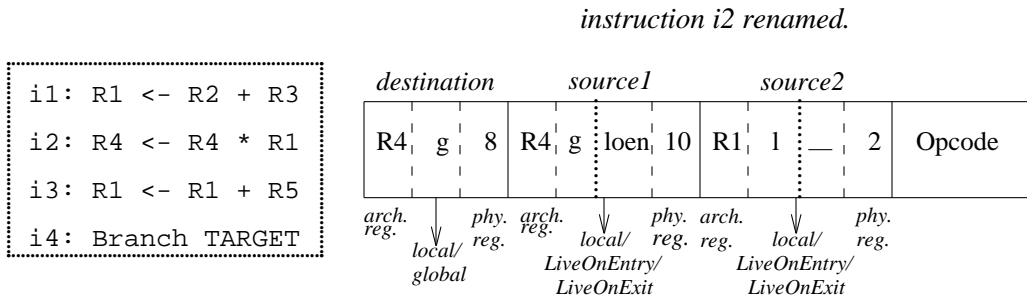 instruction i2 renamed.
i1: R1 <- R2 + R3
i2: R4 <- R4 * R1
i3: R1 <- R1 + R5
i4: Branch TARGET
destination source1 source2
R4 g 8 R4 g loen 10 R1 l __ 2 Opcode
arch. reg. phy. reg. arch. reg. phy. reg. arch. reg. phy. reg.
local/ global local/ LiveOnEntry/ LiveOnExit local/ LiveOnEntry/ LiveOnExit